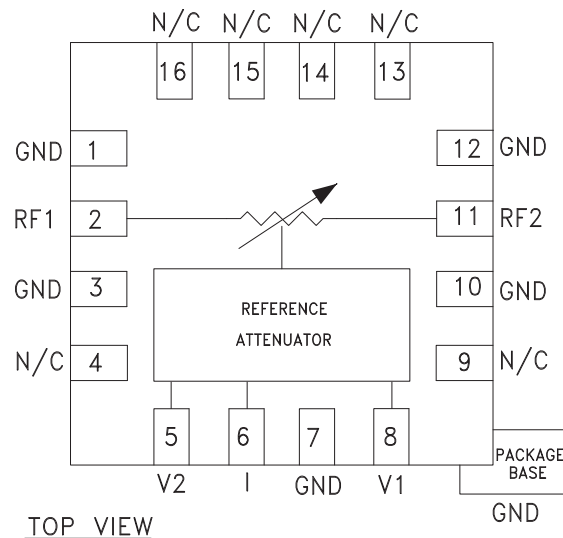 N/C N/C N/C N/C
16 15 14 13
GND 1 12 GND
RF1 2 11 RF2
GND 3 10 GND
REFERENCE
ATTENUATOR
N/C 4 9 N/C
5 6 7 8
V2 I GND V1
PACKAGE
BASE
GND
TOP VIEW